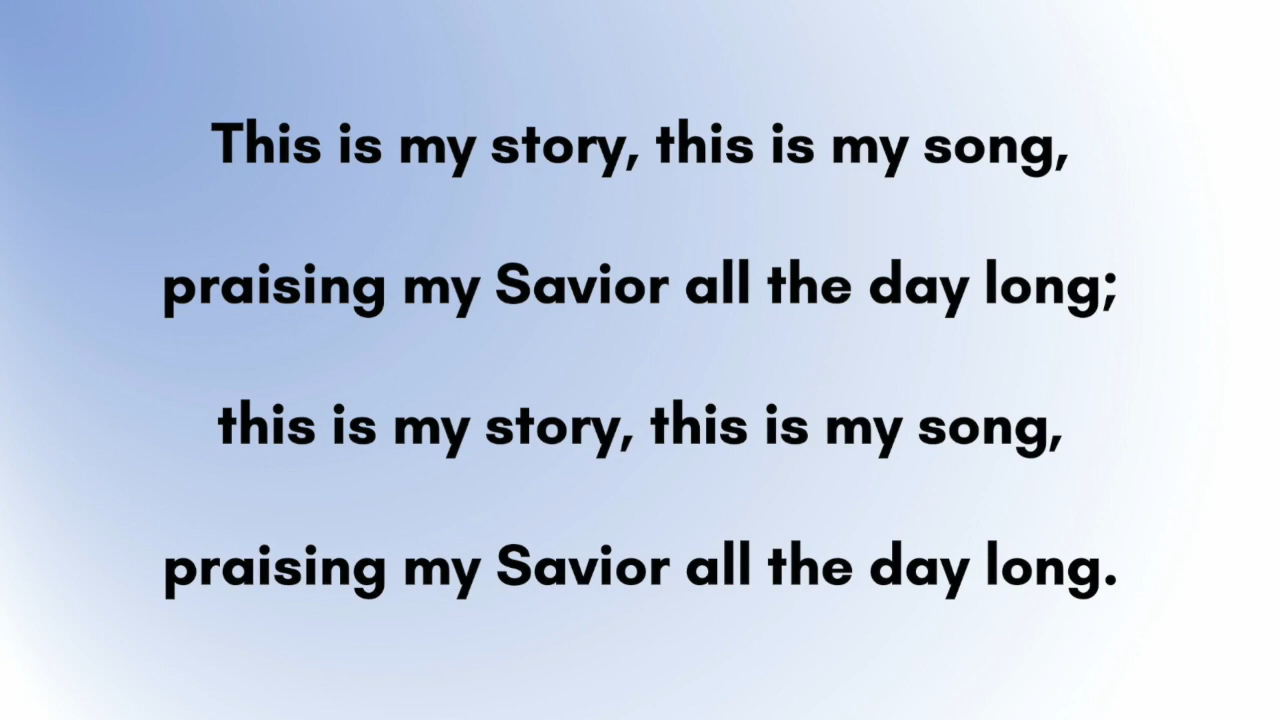 This is my story, this is my song,
praising my Savior all the day long;
this is my story, this is my song,
praising my Savior all the day long.